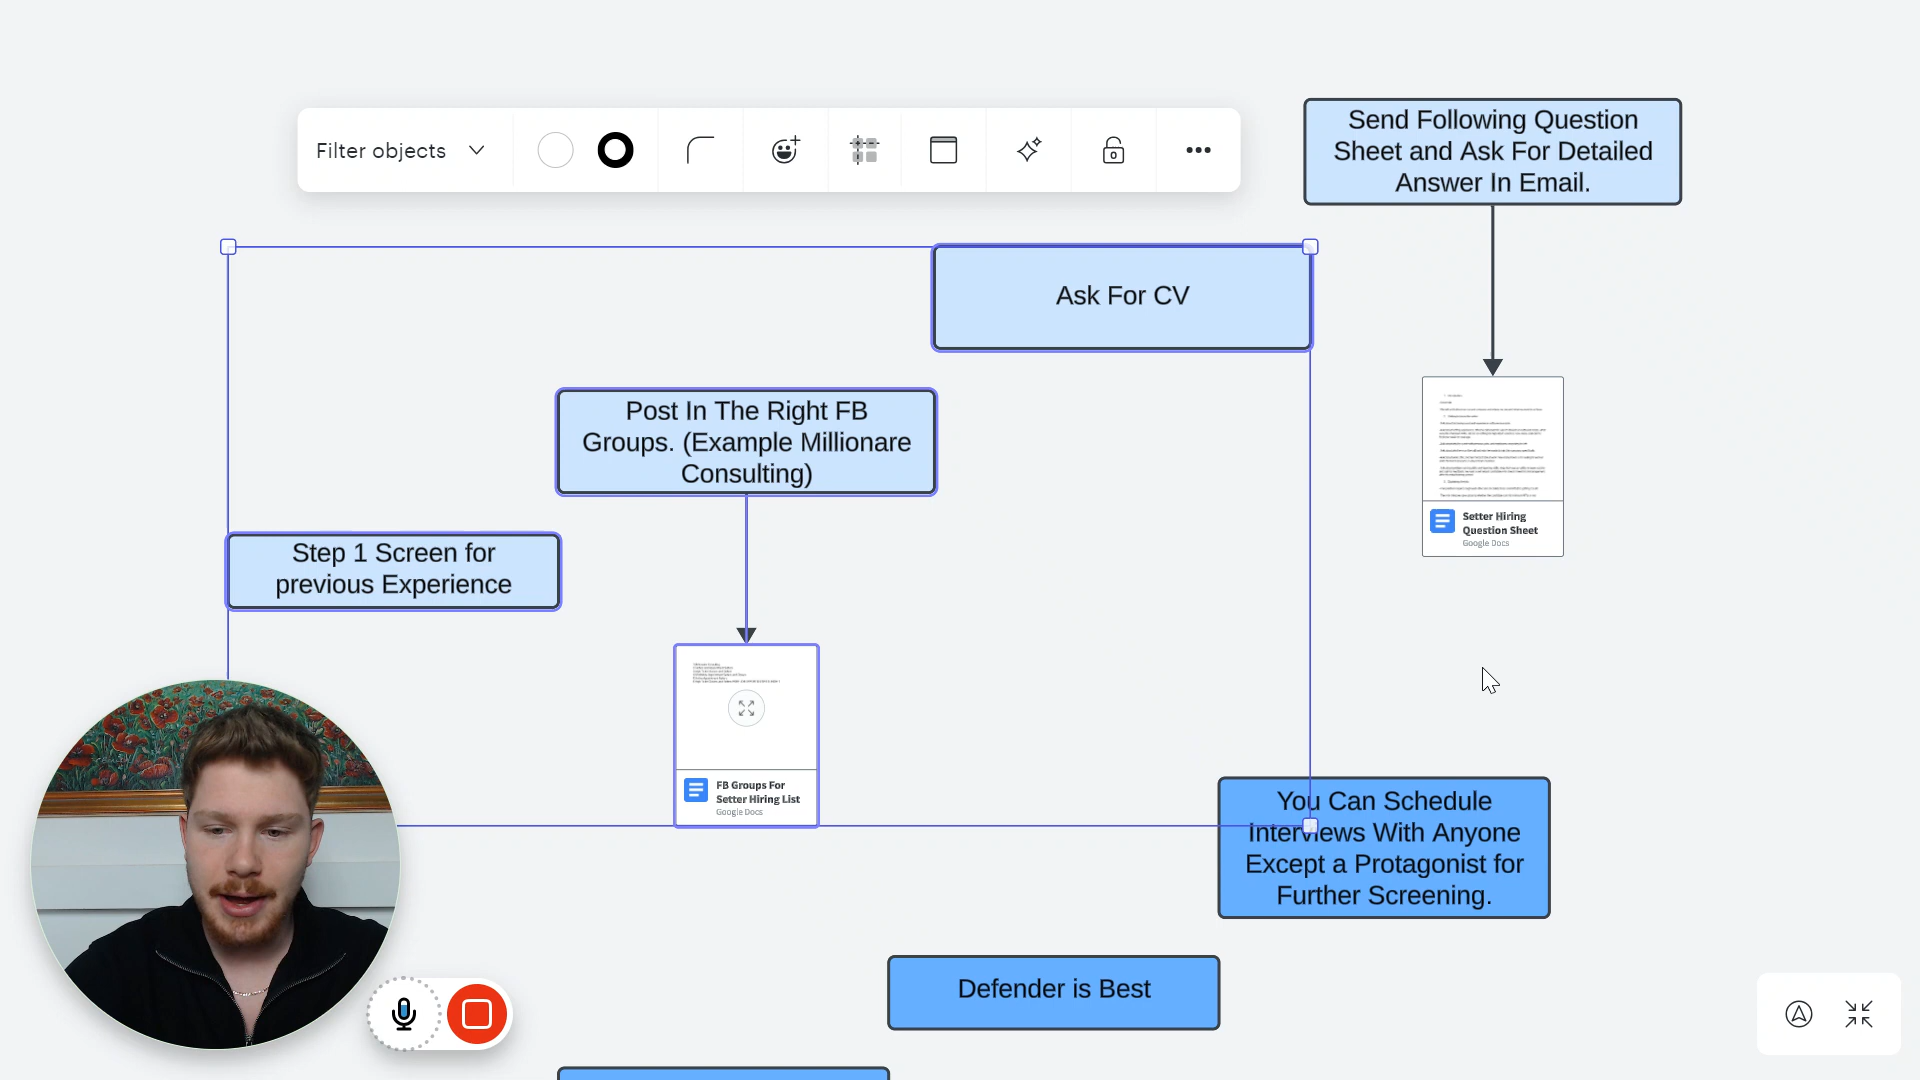 Filter objects
Send Following Question
Sheet and Ask For Detailed
Answer In Email.
Ask For CV
Post In The Right FB
Groups. (Example Millionare
Consulting)
Step 1 Screen for
previous Experience
Setter Hiring
Question Sheet
Google Docs
FB Groups For
Setter Hiring List
Google Docs
You Can Schedule
Interviews With Anyone
Except a Protagonist for
Further Screening.
Defender is Best